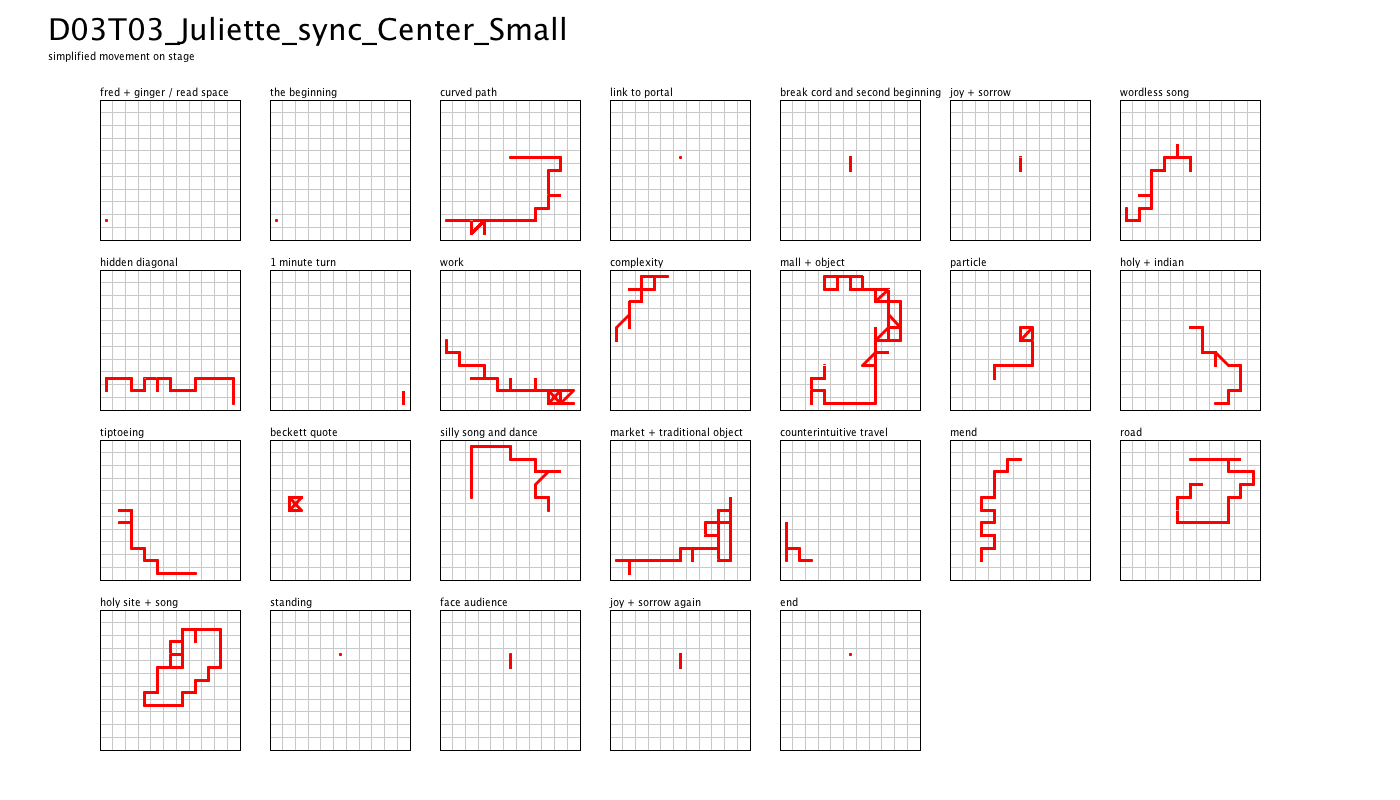 D03T03_Juliette_sync_Center_Small
simplified movement on stage
fred + ginger / read space
the beginning
curved path
link to portal
break cord and second beginning
joy + sorrow
wordless song
hidden diagonal
1 minute turn
work
complexity
mall + object
particle
holy + indian
tiptoeing
beckett quote
silly song and dance
market + traditional object
counterintuitive travel
mend
road
holy site + song
standing
face audience
joy + sorrow again
end